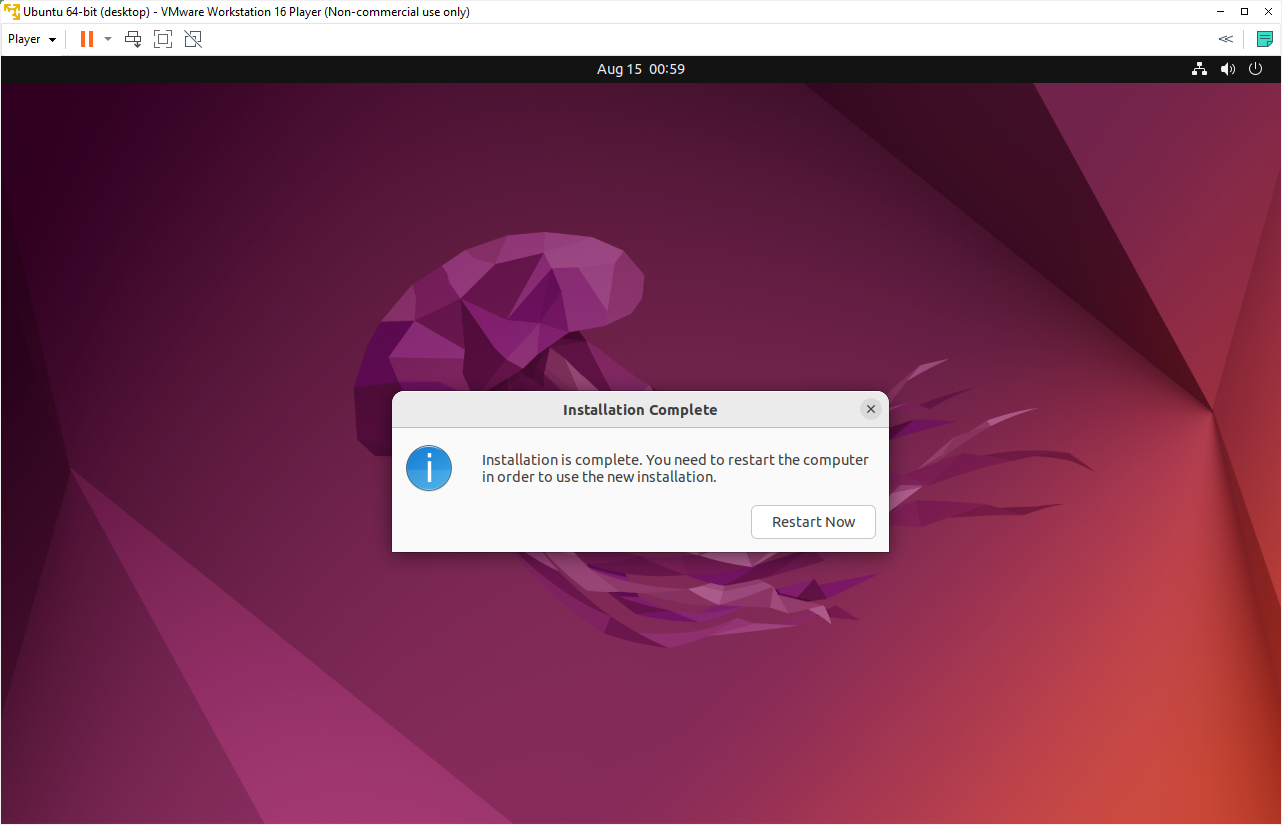 Ubuntu 64-bit (desktop) - VMware Workstation 16 Player (Non-commercial use only)
Player
Aug 15 00:59
Installation Complete
Installation is complete. You need to restart the computer
in order to use the new installation.
Restart Now